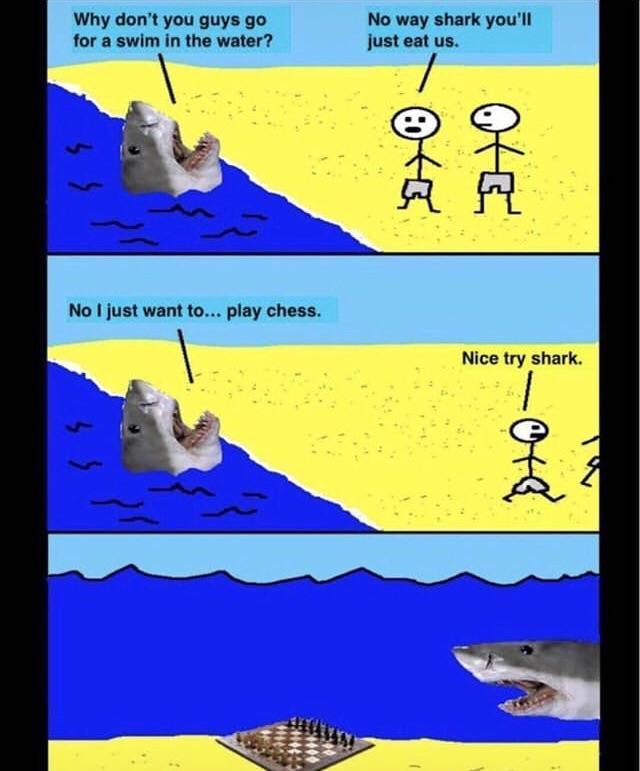 Why don't you guys go
for a swim in the water?
No way shark you'll
just eat us.
No I just want to... play chess.
Nice try shark.